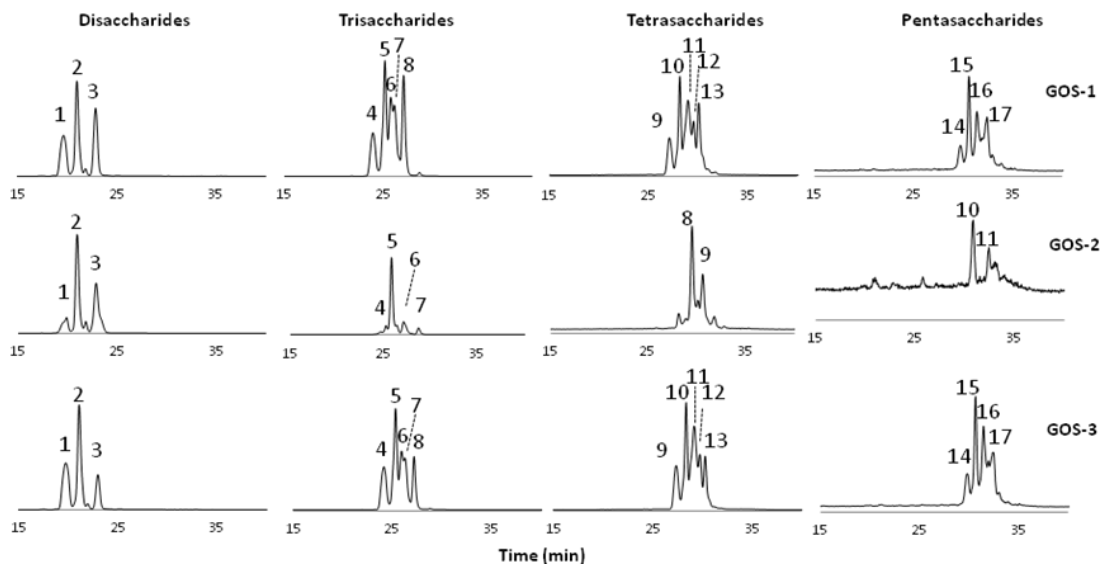 Disaccharides Trisaccharides Tetrasaccharides Pentasaccharides
1 2 3
4 5 6 7 8
9 10 11 12 13
14 15 16 17
GOS-1
15 25 35
15 25 35
15 25 35
15 25 35
1 2 3
4 5 6 7
8 9
10 11
GOS-2
15 25 35
15 25 35
15 25 35
15 25 35
1 2 3
4 5 6 7 8
9 10 11 12 13
14 15 16 17
GOS-3
15 25 35
15 25 35
15 25 35
15 25 35
Time (min)